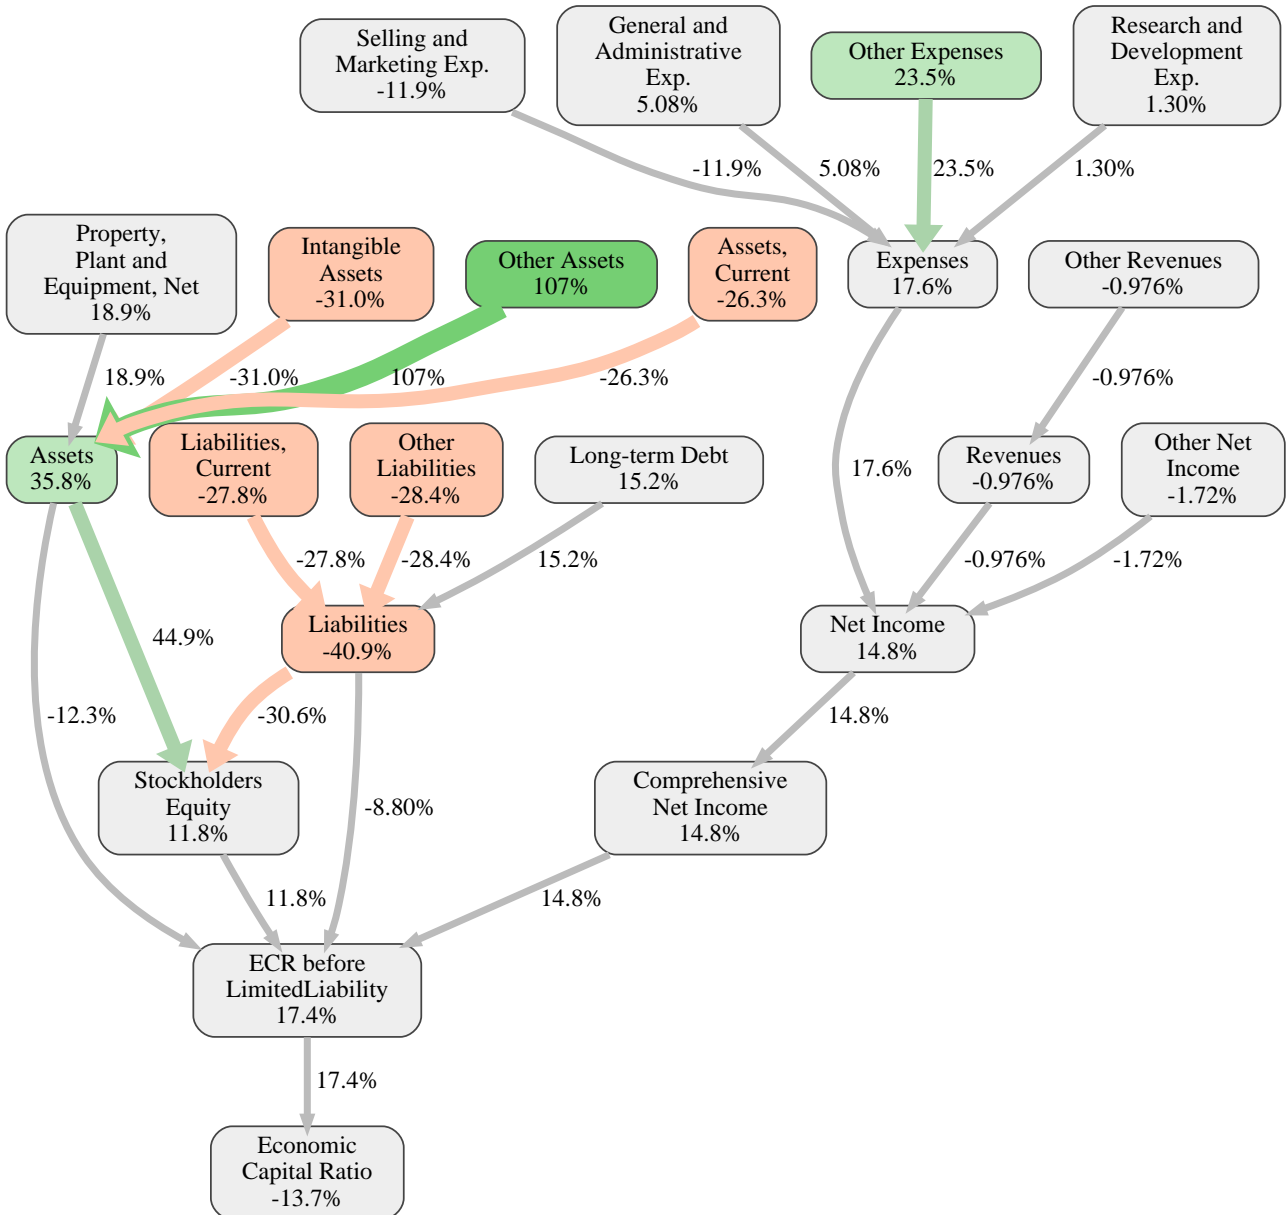 Selling and
Marketing Exp.
-11.9%
General and
Administrative
Exp.
5.08%
Other Expenses
23.5%
Research and
Development
Exp.
1.30%
-11.9%
5.08%
23.5%
1.30%
Property,
Plant and
Equipment, Net
18.9%
Intangible
Assets
-31.0%
Other Assets
107%
Assets,
Current
-26.3%
Expenses
17.6%
Other Revenues
-0.976%
18.9%
-31.0%
107%
-26.3%
-0.976%
Assets
35.8%
Liabilities,
Current
-27.8%
Other
Liabilities
-28.4%
Long-term Debt
15.2%
17.6%
Revenues
-0.976%
Other Net
Income
-1.72%
-27.8%
-28.4%
15.2%
-0.976%
-1.72%
44.9%
Liabilities
-40.9%
Net Income
14.8%
-12.3%
-30.6%
14.8%
Stockholders
Equity
11.8%
-8.80%
Comprehensive
Net Income
14.8%
11.8%
14.8%
ECR before
LimitedLiability
17.4%
17.4%
Economic
Capital Ratio
-13.7%